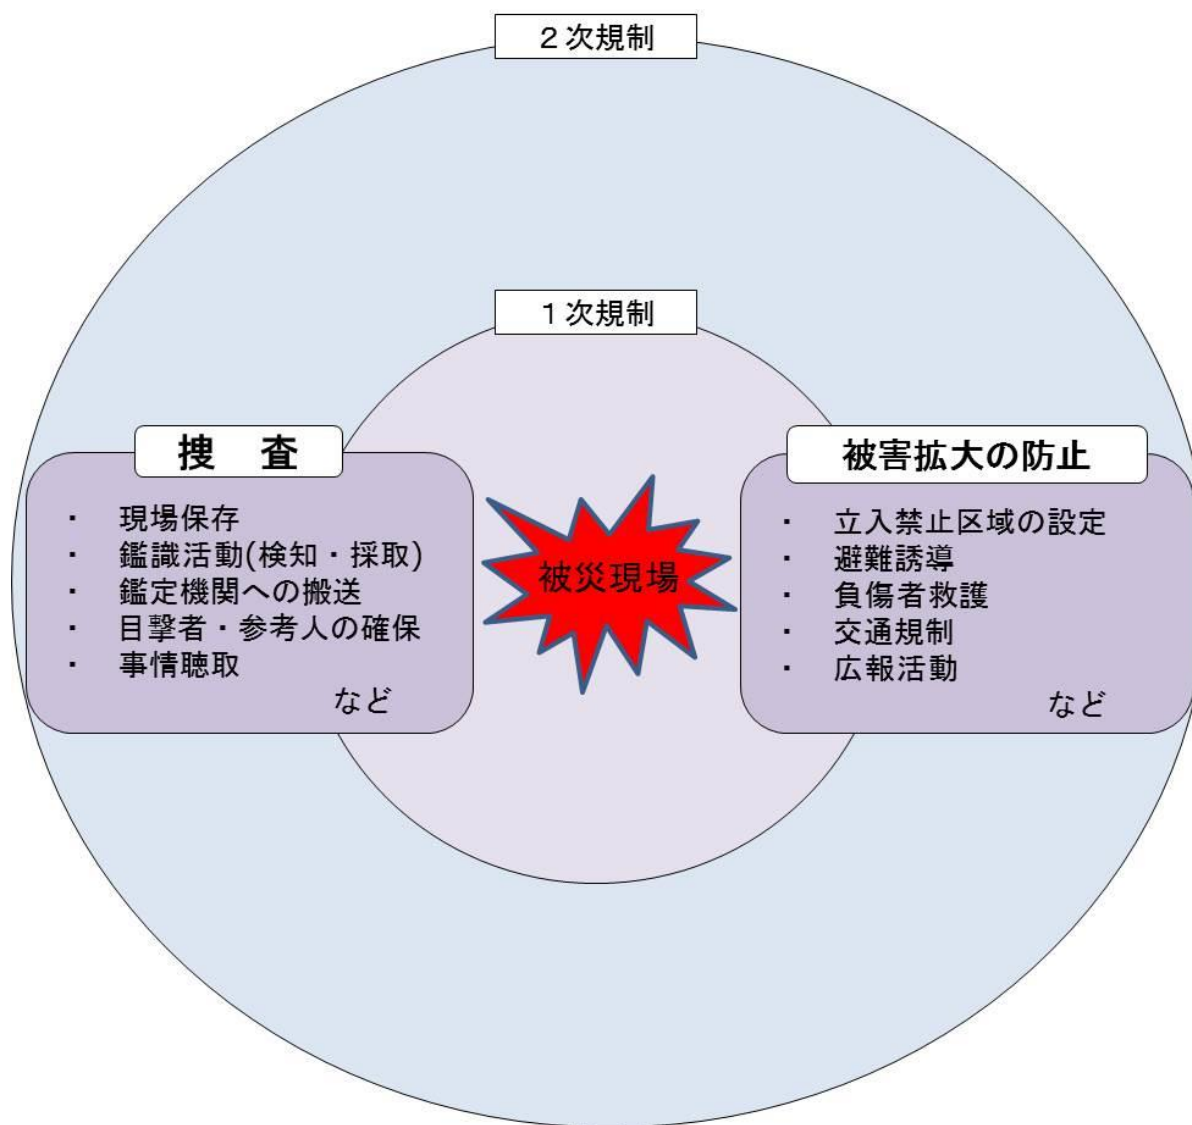 ２次規制
１次規制
捜　査
・　現場保存
・　鑑識活動(検知・採取)
・　鑑定機関への搬送
・　目撃者・参考人の確保
・　事情聴取
など
被災現場
被害拡大の防止
・　立入禁止区域の設定
・　避難誘導
・　負傷者救護
・　交通規制
・　広報活動
など